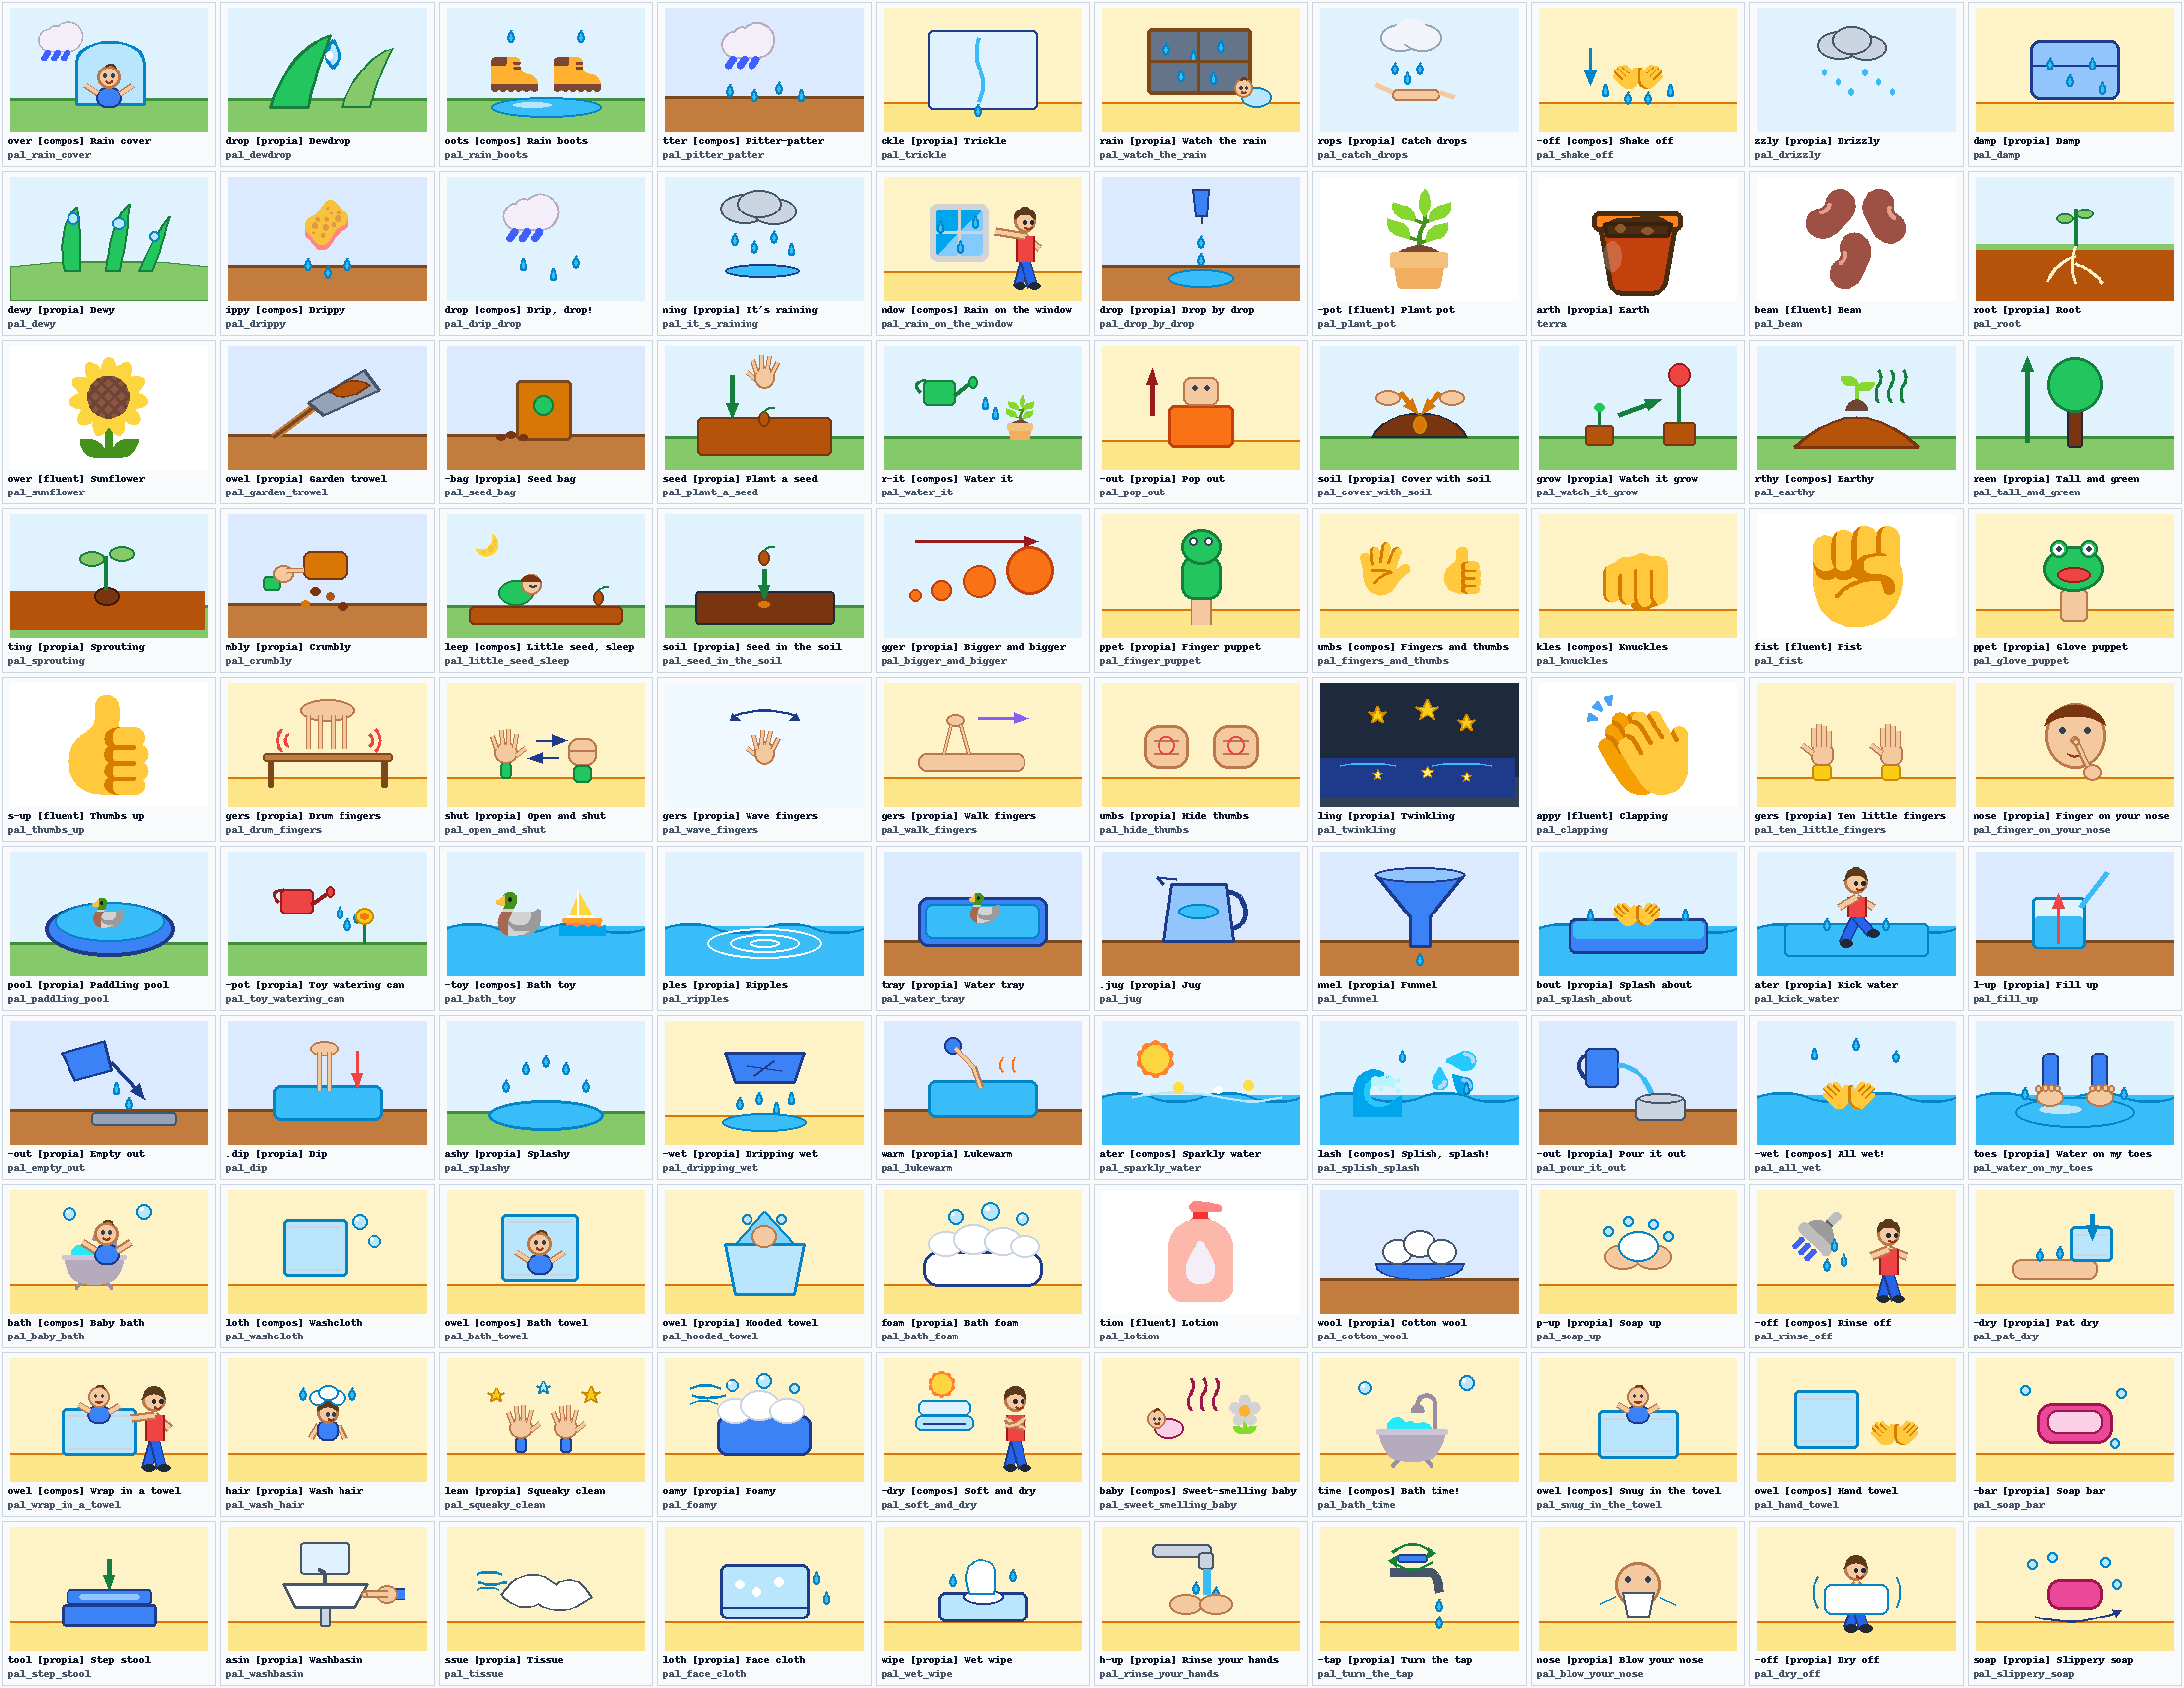 over [compos] Rain cover
pal_rain_cover
drop [propia] Dewdrop
pal_dewdrop
oots [compos] Rain boots
pal_rain_boots
tter [compos] Pitter-patter
pal_pitter_patter
ckle [propia] Trickle
pal_trickle
rain [propia] Watch the rain
pal_watch_the_rain
rops [propia] Catch drops
pal_catch_drops
-off [compos] Shake off
pal_shake_off
zzly [propia] Drizzly
pal_drizzly
damp [propia] Damp
pal_damp
dewy [propia] Dewy
pal_dewy
ippy [compos] Drippy
pal_drippy
drop [compos] Drip, drop!
pal_drip_drop
ning [propia] It's raining
pal_it_s_raining
ndow [compos] Rain on the window
pal_rain_on_the_window
drop [propia] Drop by drop
pal_drop_by_drop
-pot [fluent] Plant pot
pal_plant_pot
arth [propia] Earth
terra
bean [fluent] Bean
pal_bean
root [propia] Root
pal_root
ower [fluent] Sunflower
pal_sunflower
owel [propia] Garden trowel
pal_garden_trowel
-bag [propia] Seed bag
pal_seed_bag
seed [propia] Plant a seed
pal_plant_a_seed
r-it [compos] Water it
pal_water_it
-out [propia] Pop out
pal_pop_out
soil [propia] Cover with soil
pal_cover_with_soil
grow [propia] Watch it grow
pal_watch_it_grow
rthy [compos] Earthy
pal_earthy
reen [propia] Tall and green
pal_tall_and_green
ting [propia] Sprouting
pal_sprouting
mbly [propia] Crumbly
pal_crumbly
leep [compos] Little seed, sleep
pal_little_seed_sleep
soil [propia] Seed in the soil
pal_seed_in_the_soil
gger [propia] Bigger and bigger
pal_bigger_and_bigger
ppet [propia] Finger puppet
pal_finger_puppet
umbs [compos] Fingers and thumbs
pal_fingers_and_thumbs
kles [compos] Knuckles
pal_knuckles
fist [fluent] Fist
pal_fist
ppet [propia] Glove puppet
pal_glove_puppet
s-up [fluent] Thumbs up
pal_thumbs_up
gers [propia] Drum fingers
pal_drum_fingers
shut [propia] Open and shut
pal_open_and_shut
gers [propia] Wave fingers
pal_wave_fingers
gers [propia] Walk fingers
pal_walk_fingers
umbs [propia] Hide thumbs
pal_hide_thumbs
ling [propia] Twinkling
pal_twinkling
appy [fluent] Clapping
pal_clapping
gers [propia] Ten little fingers
pal_ten_little_fingers
nose [propia] Finger on your nose
pal_finger_on_your_nose
pool [propia] Paddling pool
pal_paddling_pool
-pot [propia] Toy watering can
pal_toy_watering_can
-toy [compos] Bath toy
pal_bath_toy
ples [propia] Ripples
pal_ripples
tray [propia] Water tray
pal_water_tray
.jug [propia] Jug
pal_jug
nnel [propia] Funnel
pal_funnel
bout [propia] Splash about
pal_splash_about
ater [propia] Kick water
pal_kick_water
l-up [propia] Fill up
pal_fill_up
-out [propia] Empty out
pal_empty_out
.dip [propia] Dip
pal_dip
ashy [propia] Splashy
pal_splashy
-wet [propia] Dripping wet
pal_dripping_wet
warm [propia] Lukewarm
pal_lukewarm
ater [compos] Sparkly water
pal_sparkly_water
lash [compos] Splish, splash!
pal_splish_splash
-out [propia] Pour it out
pal_pour_it_out
-wet [compos] All wet!
pal_all_wet
toes [propia] Water on my toes
pal_water_on_my_toes
bath [compos] Baby bath
pal_baby_bath
loth [compos] Washcloth
pal_washcloth
owel [compos] Bath towel
pal_bath_towel
owel [propia] Hooded towel
pal_hooded_towel
foam [propia] Bath foam
pal_bath_foam
tion [fluent] Lotion
pal_lotion
wool [propia] Cotton wool
pal_cotton_wool
p-up [propia] Soap up
pal_soap_up
-off [compos] Rinse off
pal_rinse_off
-dry [propia] Pat dry
pal_pat_dry
owel [compos] Wrap in a towel
pal_wrap_in_a_towel
hair [propia] Wash hair
pal_wash_hair
lean [propia] Squeaky clean
pal_squeaky_clean
oamy [propia] Foamy
pal_foamy
-dry [compos] Soft and dry
pal_soft_and_dry
baby [compos] Sweet-smelling baby
pal_sweet_smelling_baby
time [compos] Bath time!
pal_bath_time
owel [compos] Snug in the towel
pal_snug_in_the_towel
owel [compos] Hand towel
pal_hand_towel
-bar [propia] Soap bar
pal_soap_bar
tool [propia] Step stool
pal_step_stool
asin [propia] Washbasin
pal_washbasin
ssue [propia] Tissue
pal_tissue
loth [propia] Face cloth
pal_face_cloth
wipe [propia] Wet wipe
pal_wet_wipe
h-up [propia] Rinse your hands
pal_rinse_your_hands
-tap [propia] Turn the tap
pal_turn_the_tap
nose [propia] Blow your nose
pal_blow_your_nose
-off [propia] Dry off
pal_dry_off
soap [propia] Slippery soap
pal_slippery_soap